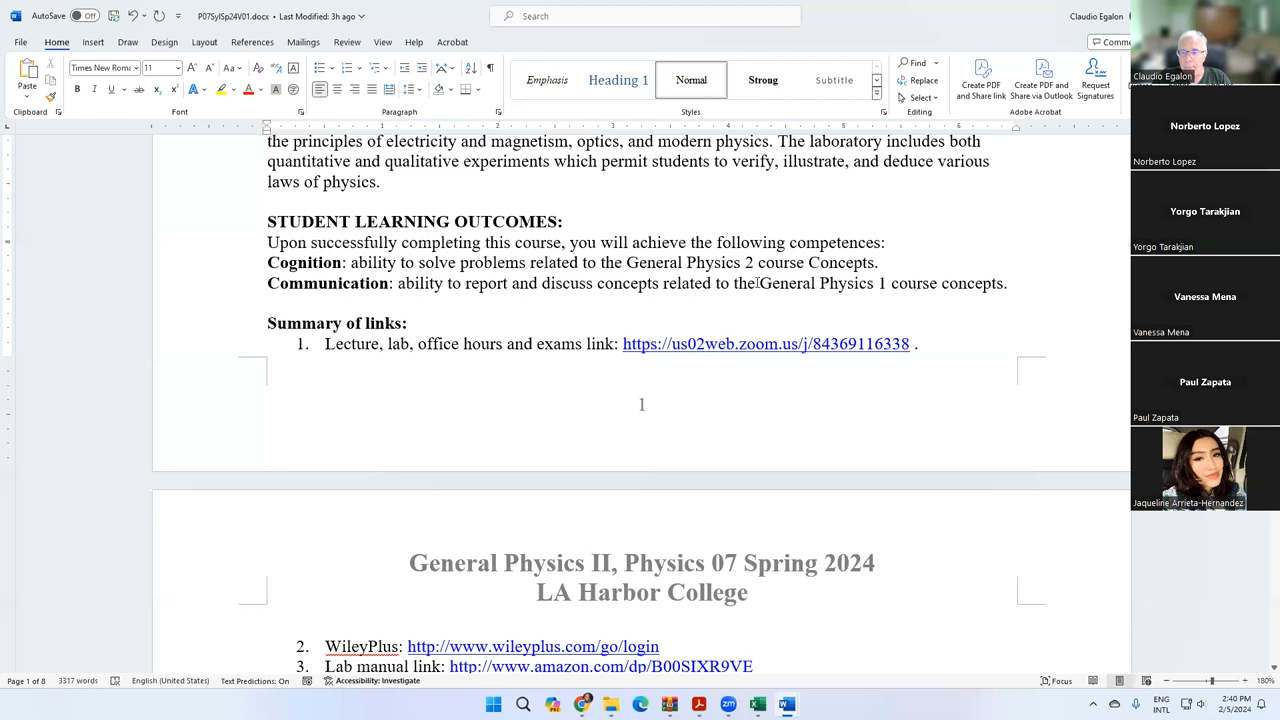 AutoSave Off P07SylSp24V01.docx • Last Modified: 3h ago Search Claudio Egalon
File Home Insert Draw Design Layout References Mailings Review View Help Acrobat
Times New Roma 11
Paste
Emphasis Heading 1 Normal Strong Subtitle
Find
Replace
Select
Create PDF and Share link
Create PDF and Share via Outlook
Request Signatures
Clipboard Font Paragraph Styles Editing Adobe Acrobat
the principles of electricity and magnetism, optics, and modern physics. The laboratory includes both
quantitative and qualitative experiments which permit students to verify, illustrate, and deduce various
laws of physics.
STUDENT LEARNING OUTCOMES:
Upon successfully completing this course, you will achieve the following competences:
Cognition: ability to solve problems related to the General Physics 2 course Concepts.
Communication: ability to report and discuss concepts related to the General Physics 1 course concepts.
Summary of links:
1. Lecture, lab, office hours and exams link: https://us02web.zoom.us/j/84369116338 .
1
General Physics II, Physics 07 Spring 2024
LA Harbor College
2. WileyPlus: http://www.wileyplus.com/go/login
3. Lab manual link: http://www.amazon.com/dp/B00SIXR9VE
Page 1 of 8 3317 words English (United States) Text Predictions: On Accessibility: Investigate Focus 180%
ENG
INTL
2:40 PM
2/5/2024
Claudio Egalon
Norberto Lopez
Norberto Lopez
Yorgo Tarakjian
Yorgo Tarakjian
Vanessa Mena
Vanessa Mena
Paul Zapata
Paul Zapata
Jaqueline Arrieta-Hernandez